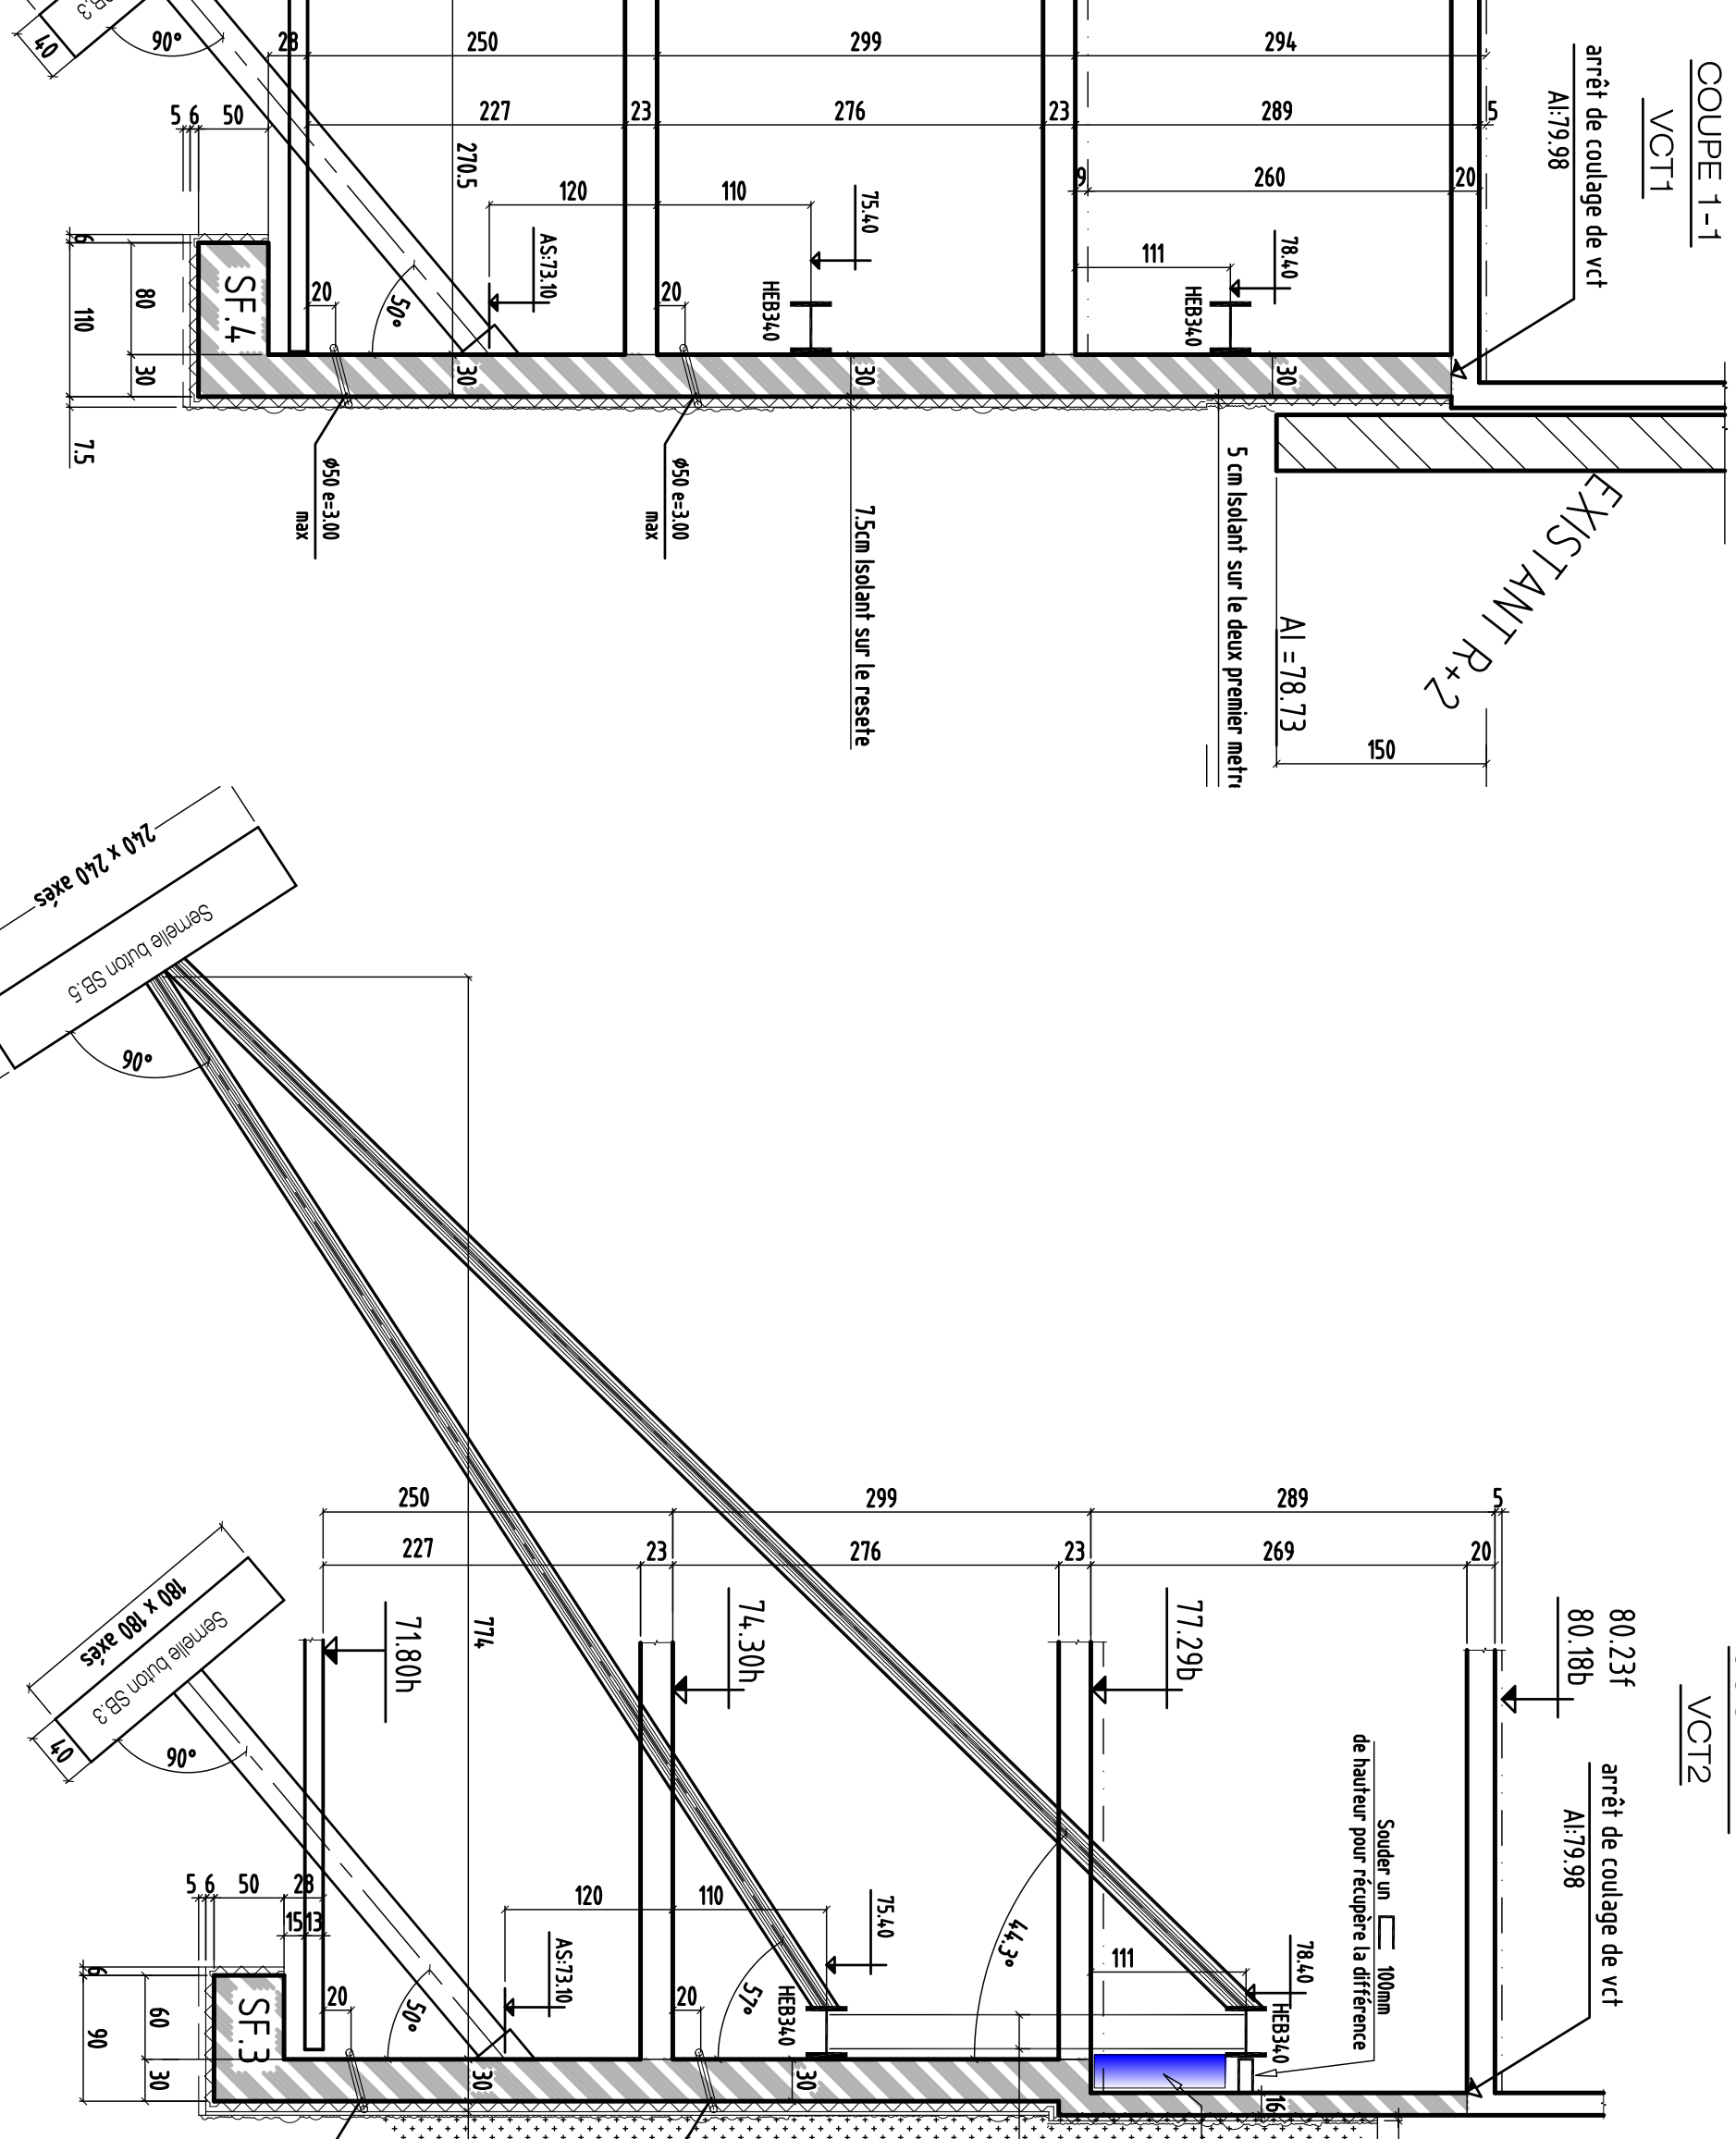 COUPE 1-1
VCT1
arrêt de coulage de vct
AI:79.98
294
299
250
28
5
289
23
276
23
227
50
6
5
20
260
9
110
120
270.5
111
78.40
HEB340
75.40
HEB340
AS:73.10
20
20
50°
90°
40
SF.4
6
80
110
30
7.5
30
30
30
Ø50 e=3.00
max
Ø50 e=3.00
max
7.5cm Isolant sur le resete
5 cm Isolant sur le deux premier metre
EXISTANT R+2
AI =78.73
150
VCT2
80.23f
80.18b
arrêt de coulage de vct
AI:79.98
5
289
299
250
20
269
23
276
23
227
77.29b
74.30h
71.80h
774
Souder un 100mm
de hauteur pour récupère la différence
78.40
HEB340
111
75.40
HEB340
110
120
AS:73.10
44.3°
57°
50°
20
20
28
50
6
5
15
13
SF.3
6
60
90
30
30
30
16
240 x 240 axés
Semelle buton SB.5
90°
180 x 180 axés
Semelle buton SB.3
90°
40